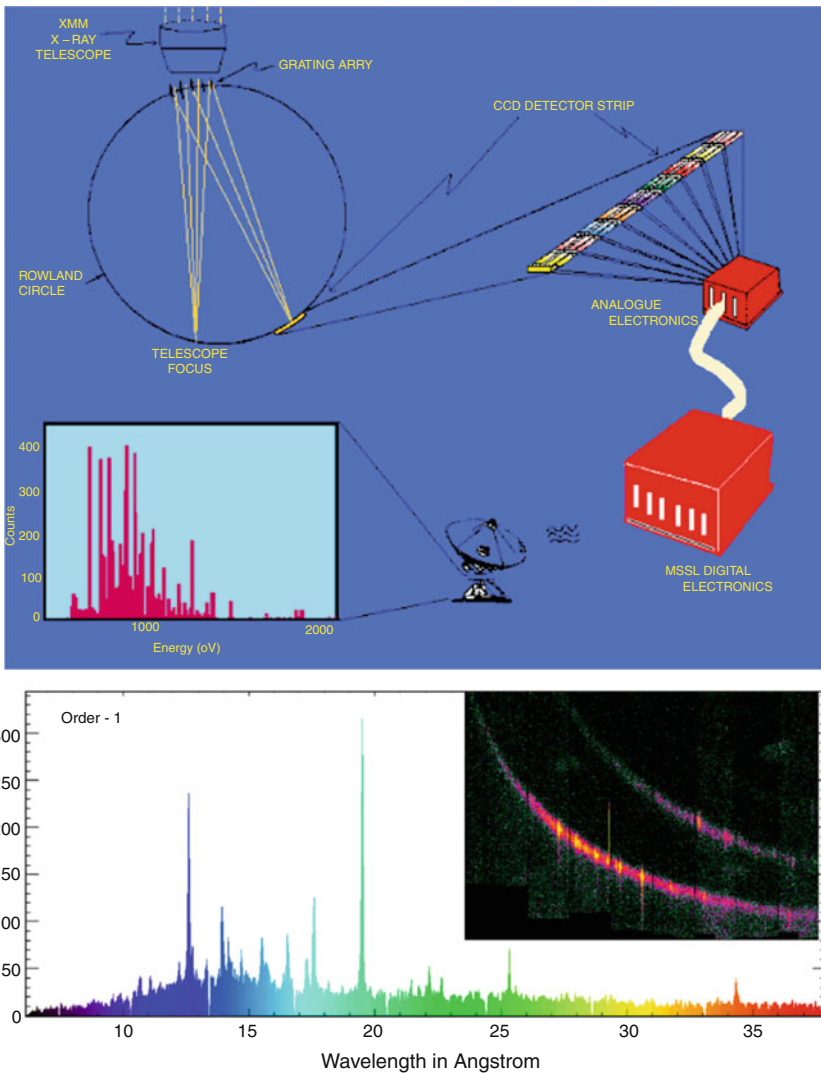 XMM
X – RAY
TELESCOPE
GRATING ARRY
CCD DETECTOR STRIP
ROWLAND
CIRCLE
TELESCOPE
FOCUS
ANALOGUE
ELECTRONICS
MSSL DIGITAL
ELECTRONICS
400
300
200
100
0
Counts
1000
2000
Energy (oV)
Order - 1
00
250
200
50
00
50
0
10
15
20
25
30
35
Wavelength in Angstrom